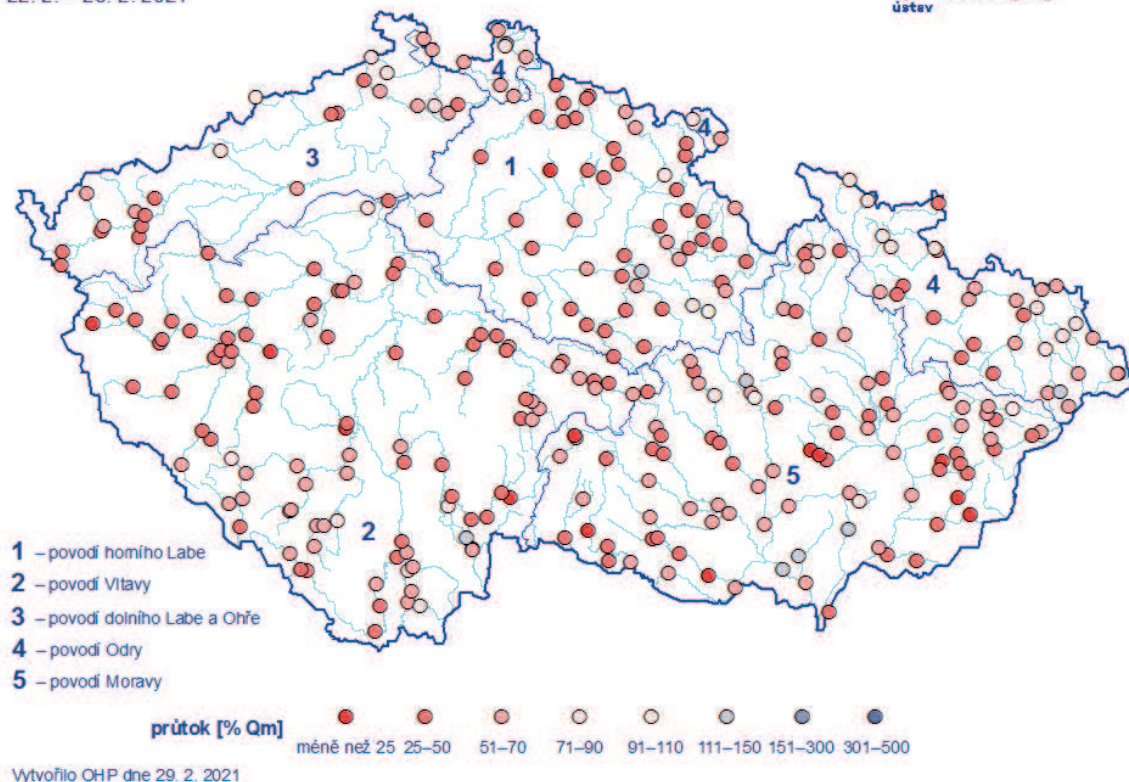 ústav
4
4
3
1
4
5
2
1 – povodí horního Labe
2 – povodí Vltavy
3 – povodí dolního Labe a Ohře
4 – povodí Odry
5 – povodí Moravy
průtok [% Qm]
méně než 25 25–50 51–70 71–90 91–110 111–150 151–300 301–500
Vytvořilo OHP dne 29. 2. 2021